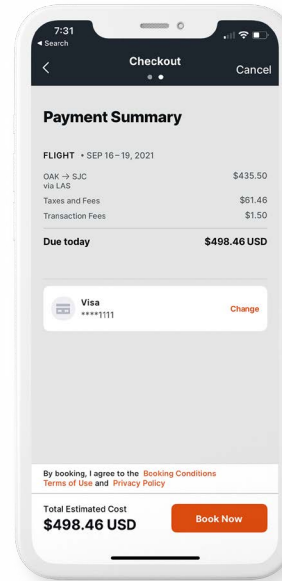 7:31
◄ Search
Checkout
Cancel
Payment Summary
FLIGHT • SEP 16 – 19, 2021
OAK → SJC $435.50
via LAS
Taxes and Fees $61.46
Transaction Fees $1.50
Due today $498.46 USD
Visa
****1111
Change
By booking, I agree to the Booking Conditions
Terms of Use and Privacy Policy
Total Estimated Cost
$498.46 USD
Book Now